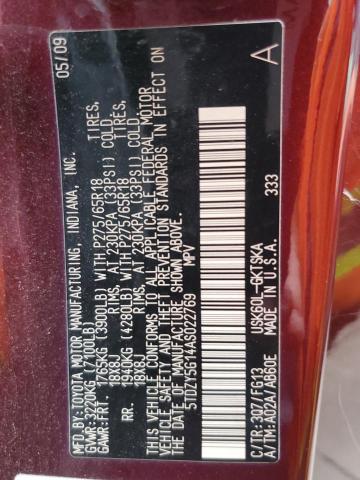 MFD.BY:TOYOTA MOTOR MANUFACTURING, INDIANA, INC. 05/09
GVWR:3220KG(7100LB)
GAWR:FRT. 1765KG(3900LB)WITH P275/65R18 TIRES,
18X8J RIMS, AT 230KPA(33PSI) COLD.
RR. 1940KG(4280LB)WITH P275/65R18 TIRES,
18X8J RIMS, AT 230KPA(33PSI) COLD.
THIS VEHICLE CONFORMS TO ALL APPLICABLE FEDERAL MOTOR
VEHICLE SAFETY AND THEFT PREVENTION STANDARDS IN EFFECT ON
THE DATE OF MANUFACTURE SHOWN ABOVE.
5TDZY5G14AS022769 MPV
A
C/TR:3Q7/FG13 USK60L-GKTSKA
A/TM:A02A/AB60E MADE IN U.S.A. 333